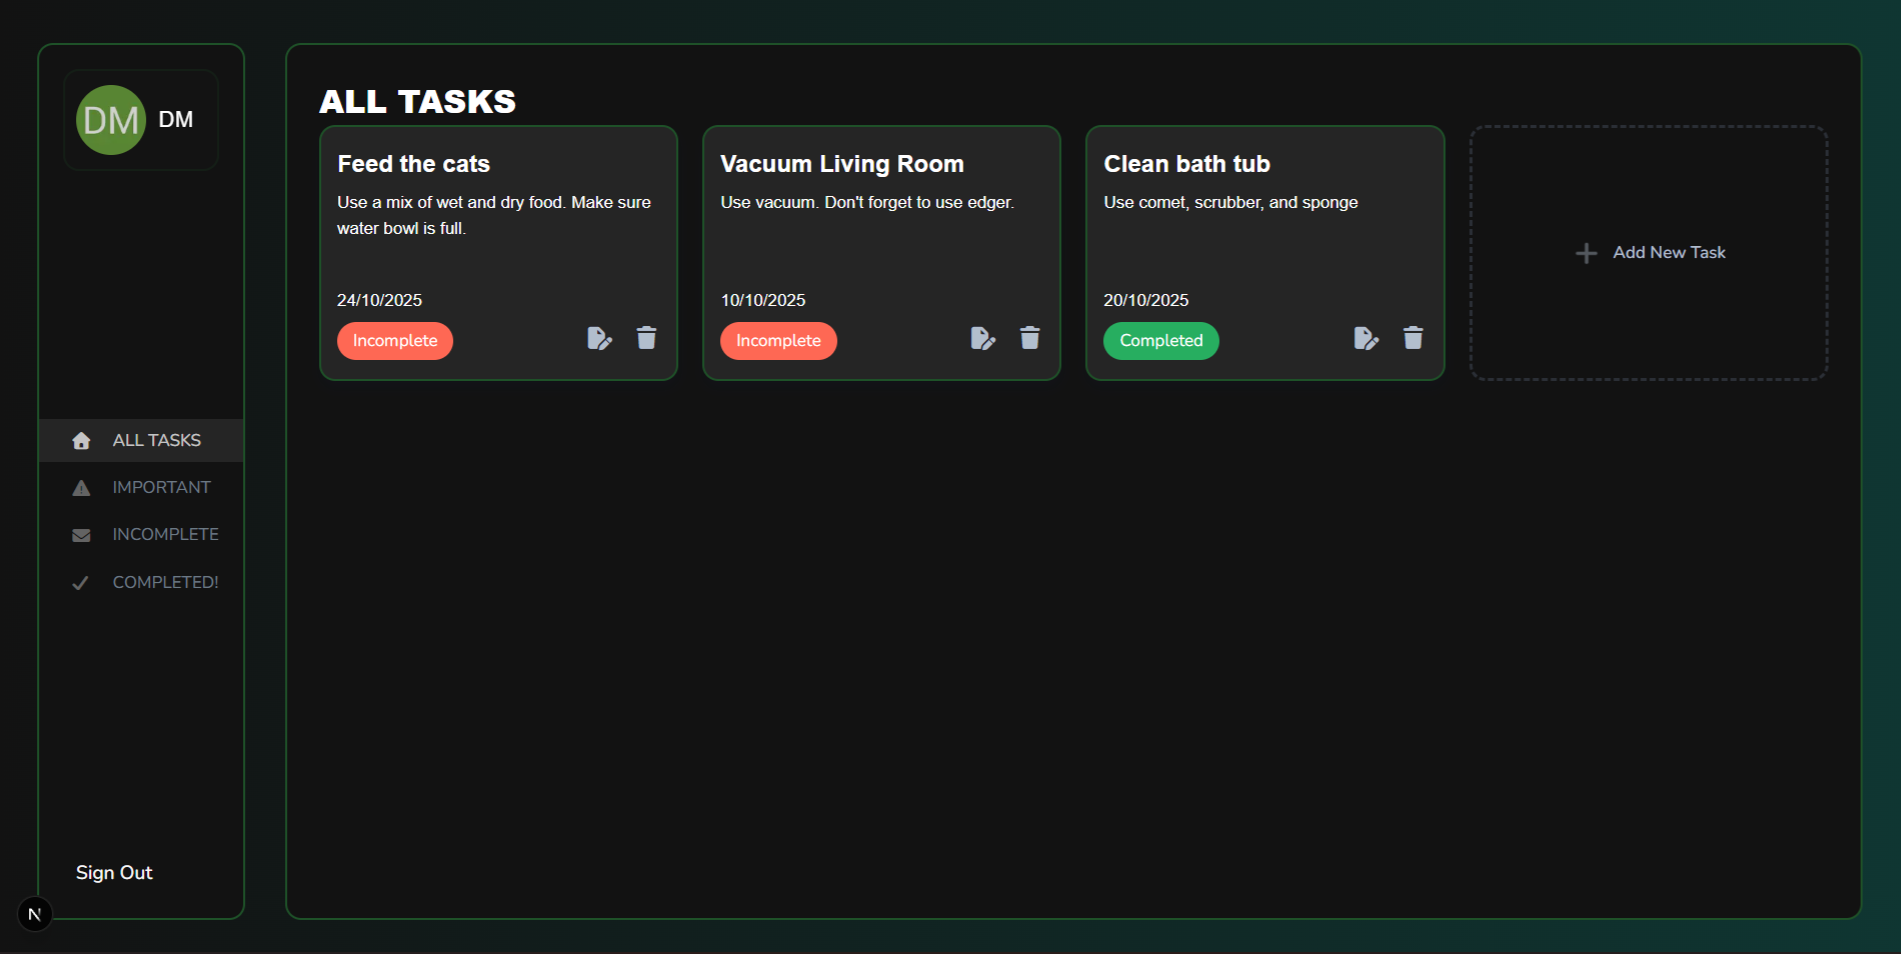 DM
DM
ALL TASKS
IMPORTANT
INCOMPLETE
COMPLETED!
Sign Out
N
ALL TASKS
Feed the cats
Use a mix of wet and dry food. Make sure
water bowl is full.
24/10/2025
Incomplete
Vacuum Living Room
Use vacuum. Don't forget to use edger.
10/10/2025
Incomplete
Clean bath tub
Use comet, scrubber, and sponge
20/10/2025
Completed
Add New Task